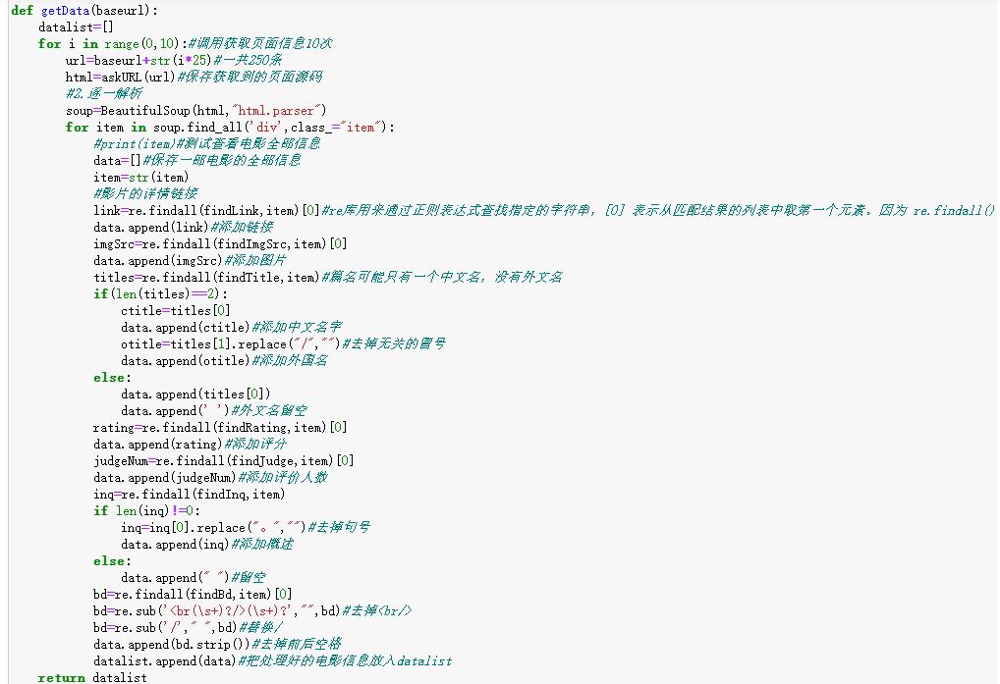 def getData(baseurl):
    datalist=[]
    for i in range(0,10):#调用获取页面信息10次
        url=baseurl+str(i*25)#一共250条
        html=askURL(url)#保存获取到的页面源码
        #2.逐一解析
        soup=BeautifulSoup(html,"html.parser")
        for item in soup.find_all('div',class_="item"):
            #print(item)#测试查看电影全部信息
            data=[]#保存一部电影的全部信息
            item=str(item)
            #影片的详情链接
            link=re.findall(findLink,item)[0]#re库用来通过正则表达式查找指定的字符串，[0] 表示从匹配结果的列表中取第一个元素。因为 re.findall()
            data.append(link)#添加链接
            imgSrc=re.findall(findImgSrc,item)[0]
            data.append(imgSrc)#添加图片
            titles=re.findall(findTitle,item)#篇名可能只有一个中文名，没有外文名
            if(len(titles)==2):
                ctitle=titles[0]
                data.append(ctitle)#添加中文名字
                otitle=titles[1].replace("/","")#去掉无关的冒号
                data.append(otitle)#添加外国名
            else:
                data.append(titles[0])
                data.append(' ')#外文名留空
            rating=re.findall(findRating,item)[0]
            data.append(rating)#添加评分
            judgeNum=re.findall(findJudge,item)[0]
            data.append(judgeNum)#添加评价人数
            inq=re.findall(findInq,item)
            if len(inq)!=0:
                inq=inq[0].replace("。","")#去掉句号
                data.append(inq)#添加概述
            else:
                data.append(" ")#留空
            bd=re.findall(findBd,item)[0]
            bd=re.sub('<br(\s+)?/>(\s+)?',"",bd)#去掉<br/>
            bd=re.sub('/'," ",bd)#替换/
            data.append(bd.strip())#去掉前后空格
            datalist.append(data)#把处理好的电影信息放入datalist
    return datalist